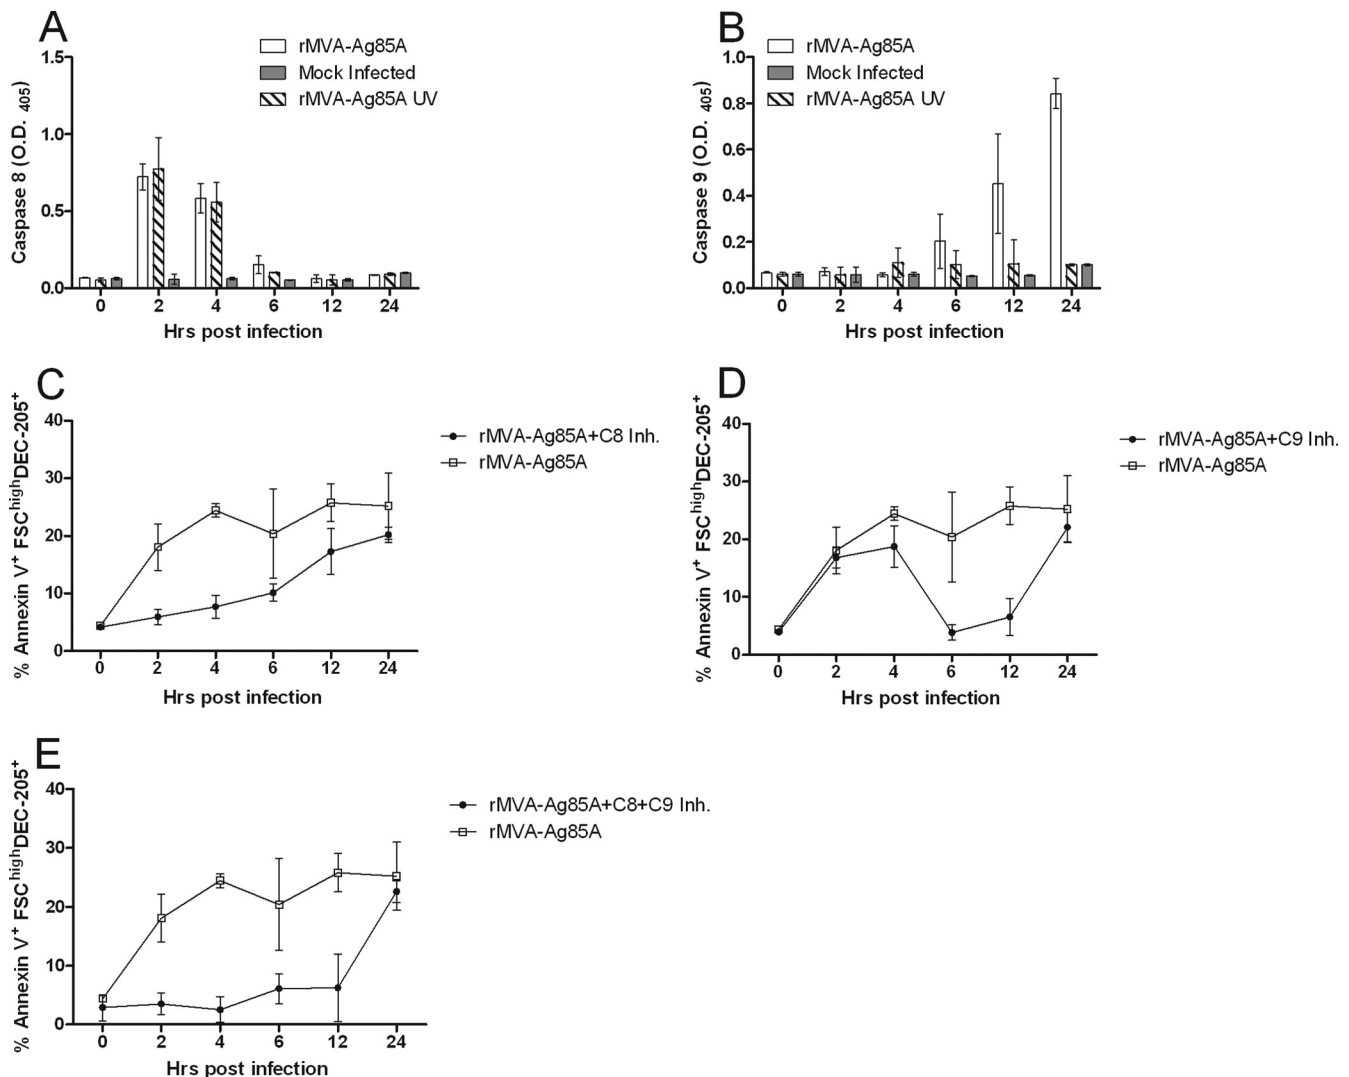 A
rMVA-Ag85A
Mock Infected
rMVA-Ag85A UV
Caspase 8 (O.D. 405)
1.5
1.0
0.5
0.0
0 2 4 6 12 24
Hrs post infection
B
rMVA-Ag85A
Mock Infected
rMVA-Ag85A UV
Caspase 9 (O.D. 405)
1.0
0.8
0.6
0.4
0.2
0.0
0 2 4 6 12 24
Hrs post infection
C
rMVA-Ag85A+C8 Inh.
rMVA-Ag85A
% Annexin V+ FSChighDEC-205+
40
30
20
10
0
0 2 4 6 12 24
Hrs post infection
D
rMVA-Ag85A+C9 Inh.
rMVA-Ag85A
% Annexin V+ FSChighDEC-205+
40
30
20
10
0
0 2 4 6 12 24
Hrs post infection
E
rMVA-Ag85A+C8+C9 Inh.
rMVA-Ag85A
% Annexin V+ FSChighDEC-205+
40
30
20
10
0
0 2 4 6 12 24
Hrs post infection